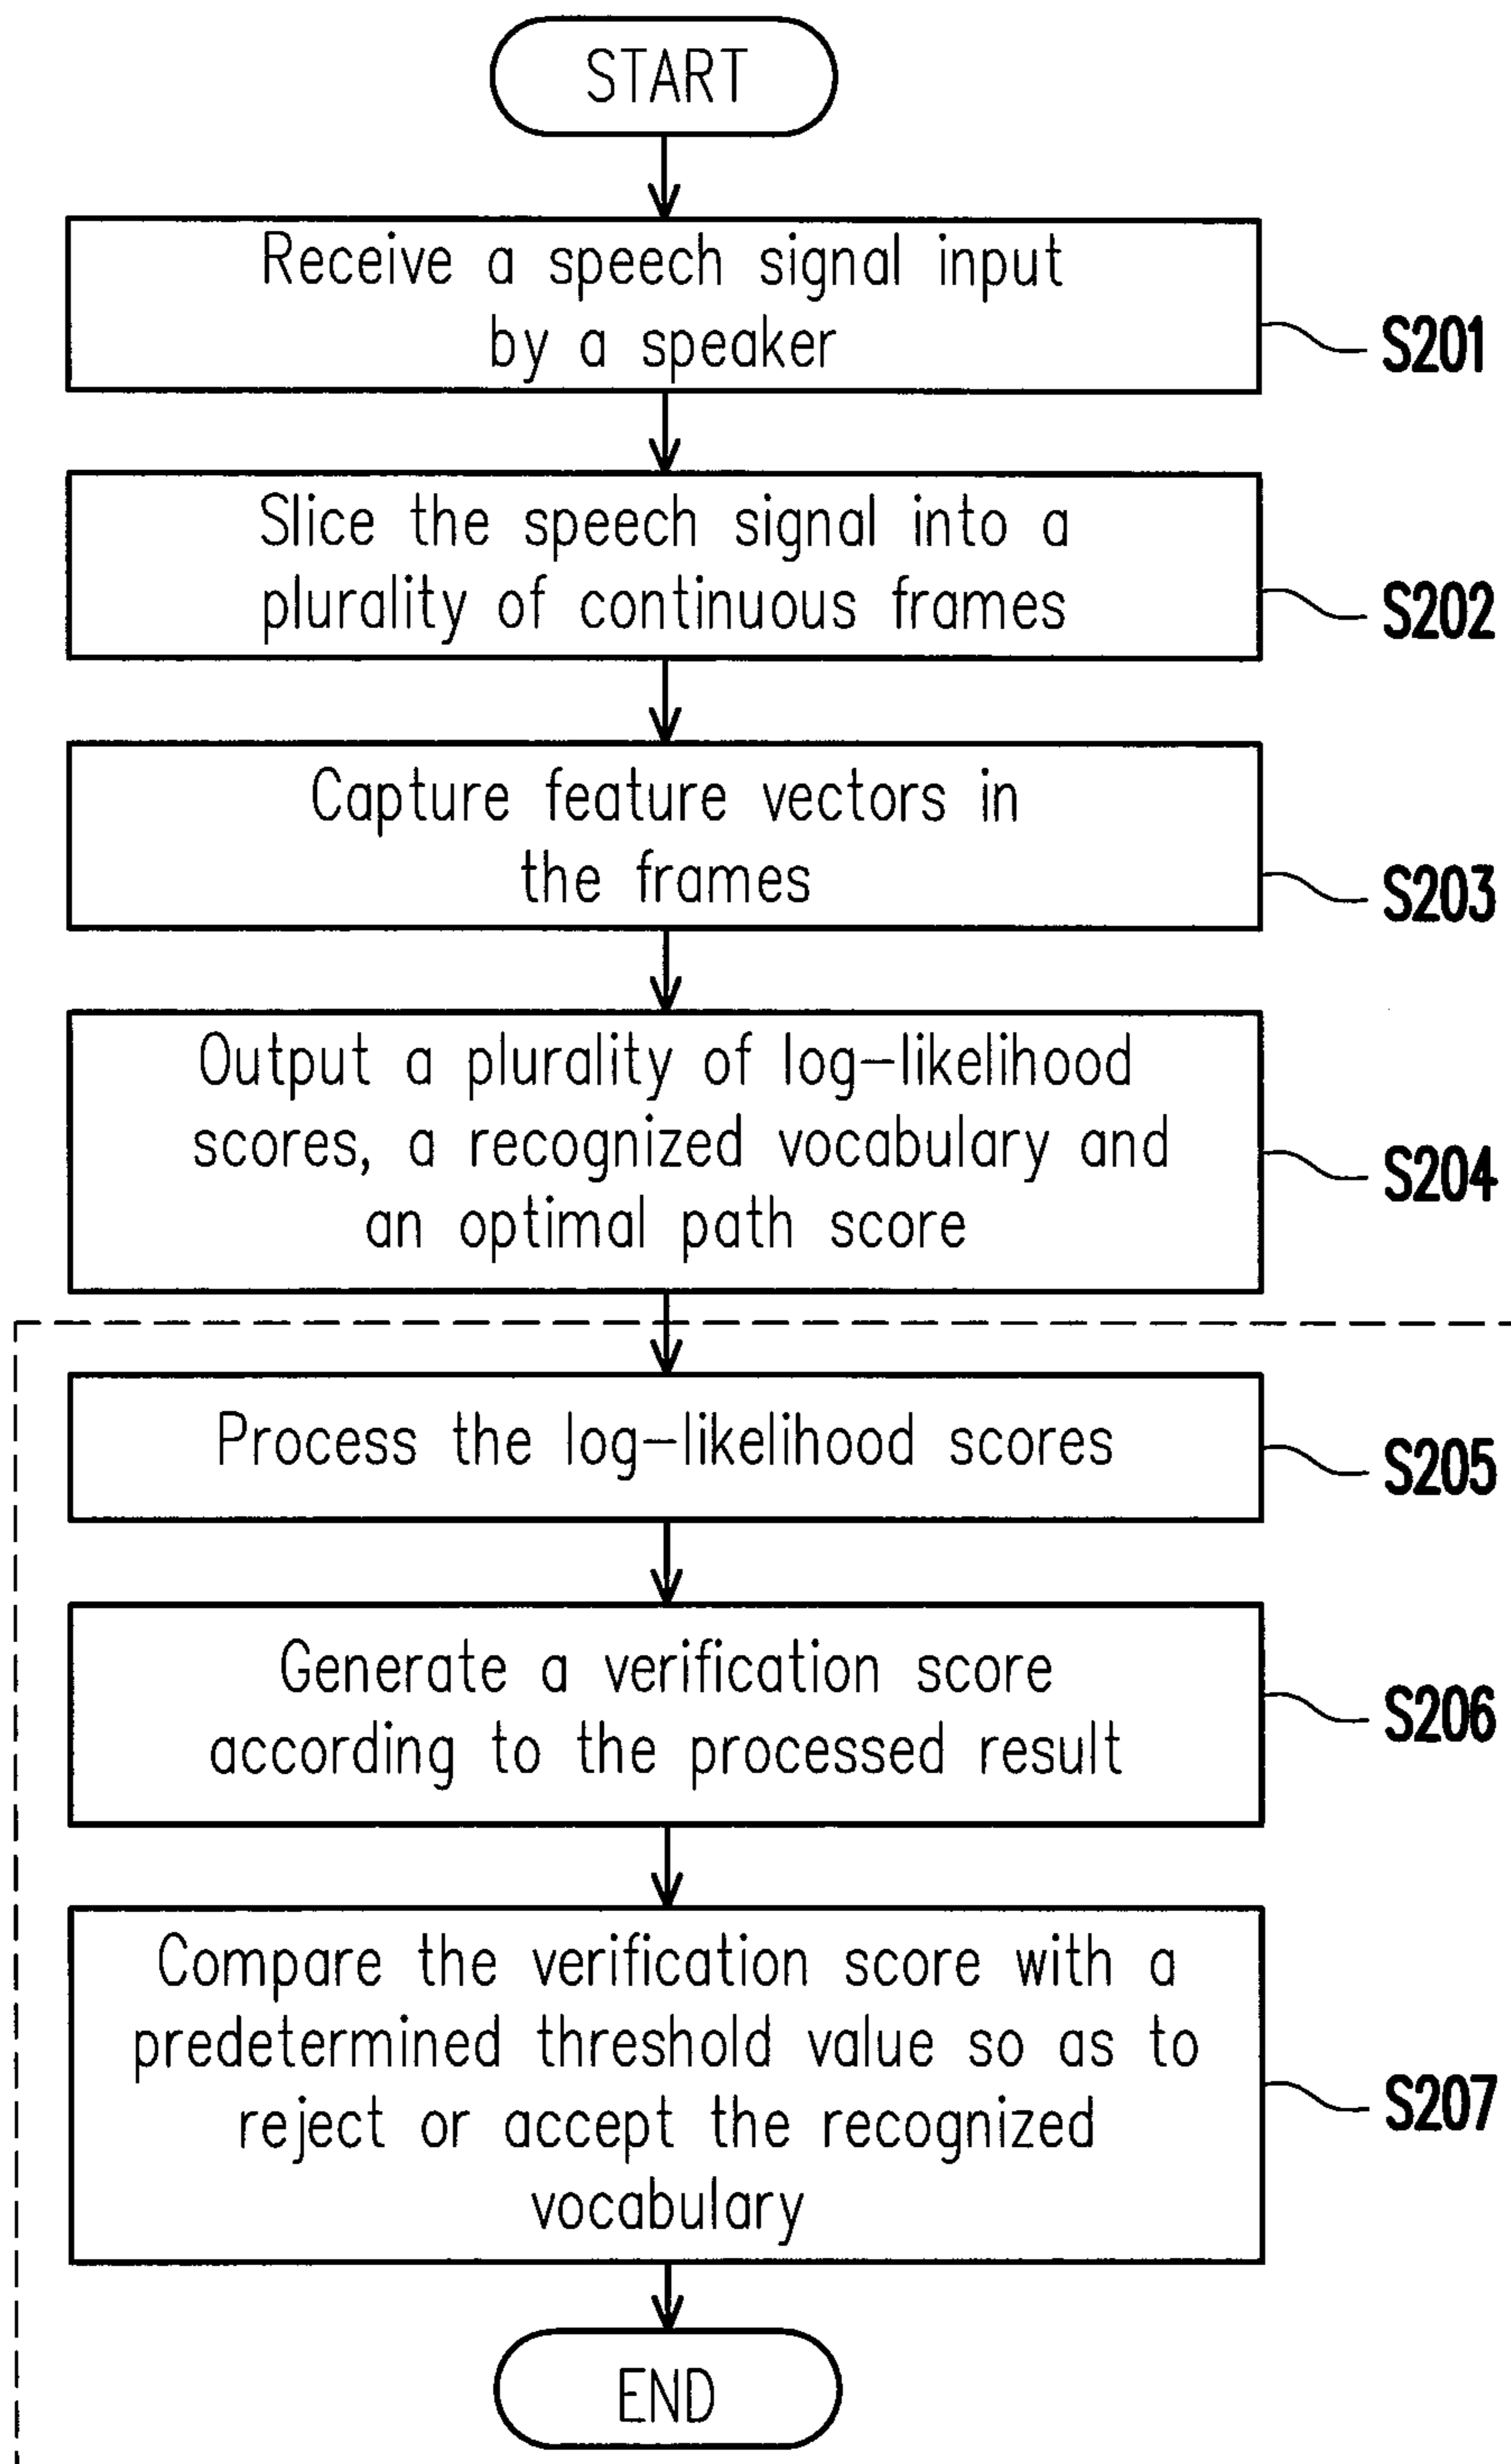 START
Receive a speech signal input
by a speaker
S201
Slice the speech signal into a
plurality of continuous frames
S202
Capture feature vectors in
the frames
S203
Output a plurality of log-likelihood
scores, a recognized vocabulary and
an optimal path score
S204
Process the log-likelihood scores
S205
Generate a verification score
according to the processed result
S206
Compare the verification score with a
predetermined threshold value so as to
reject or accept the recognized
vocabulary
S207
END